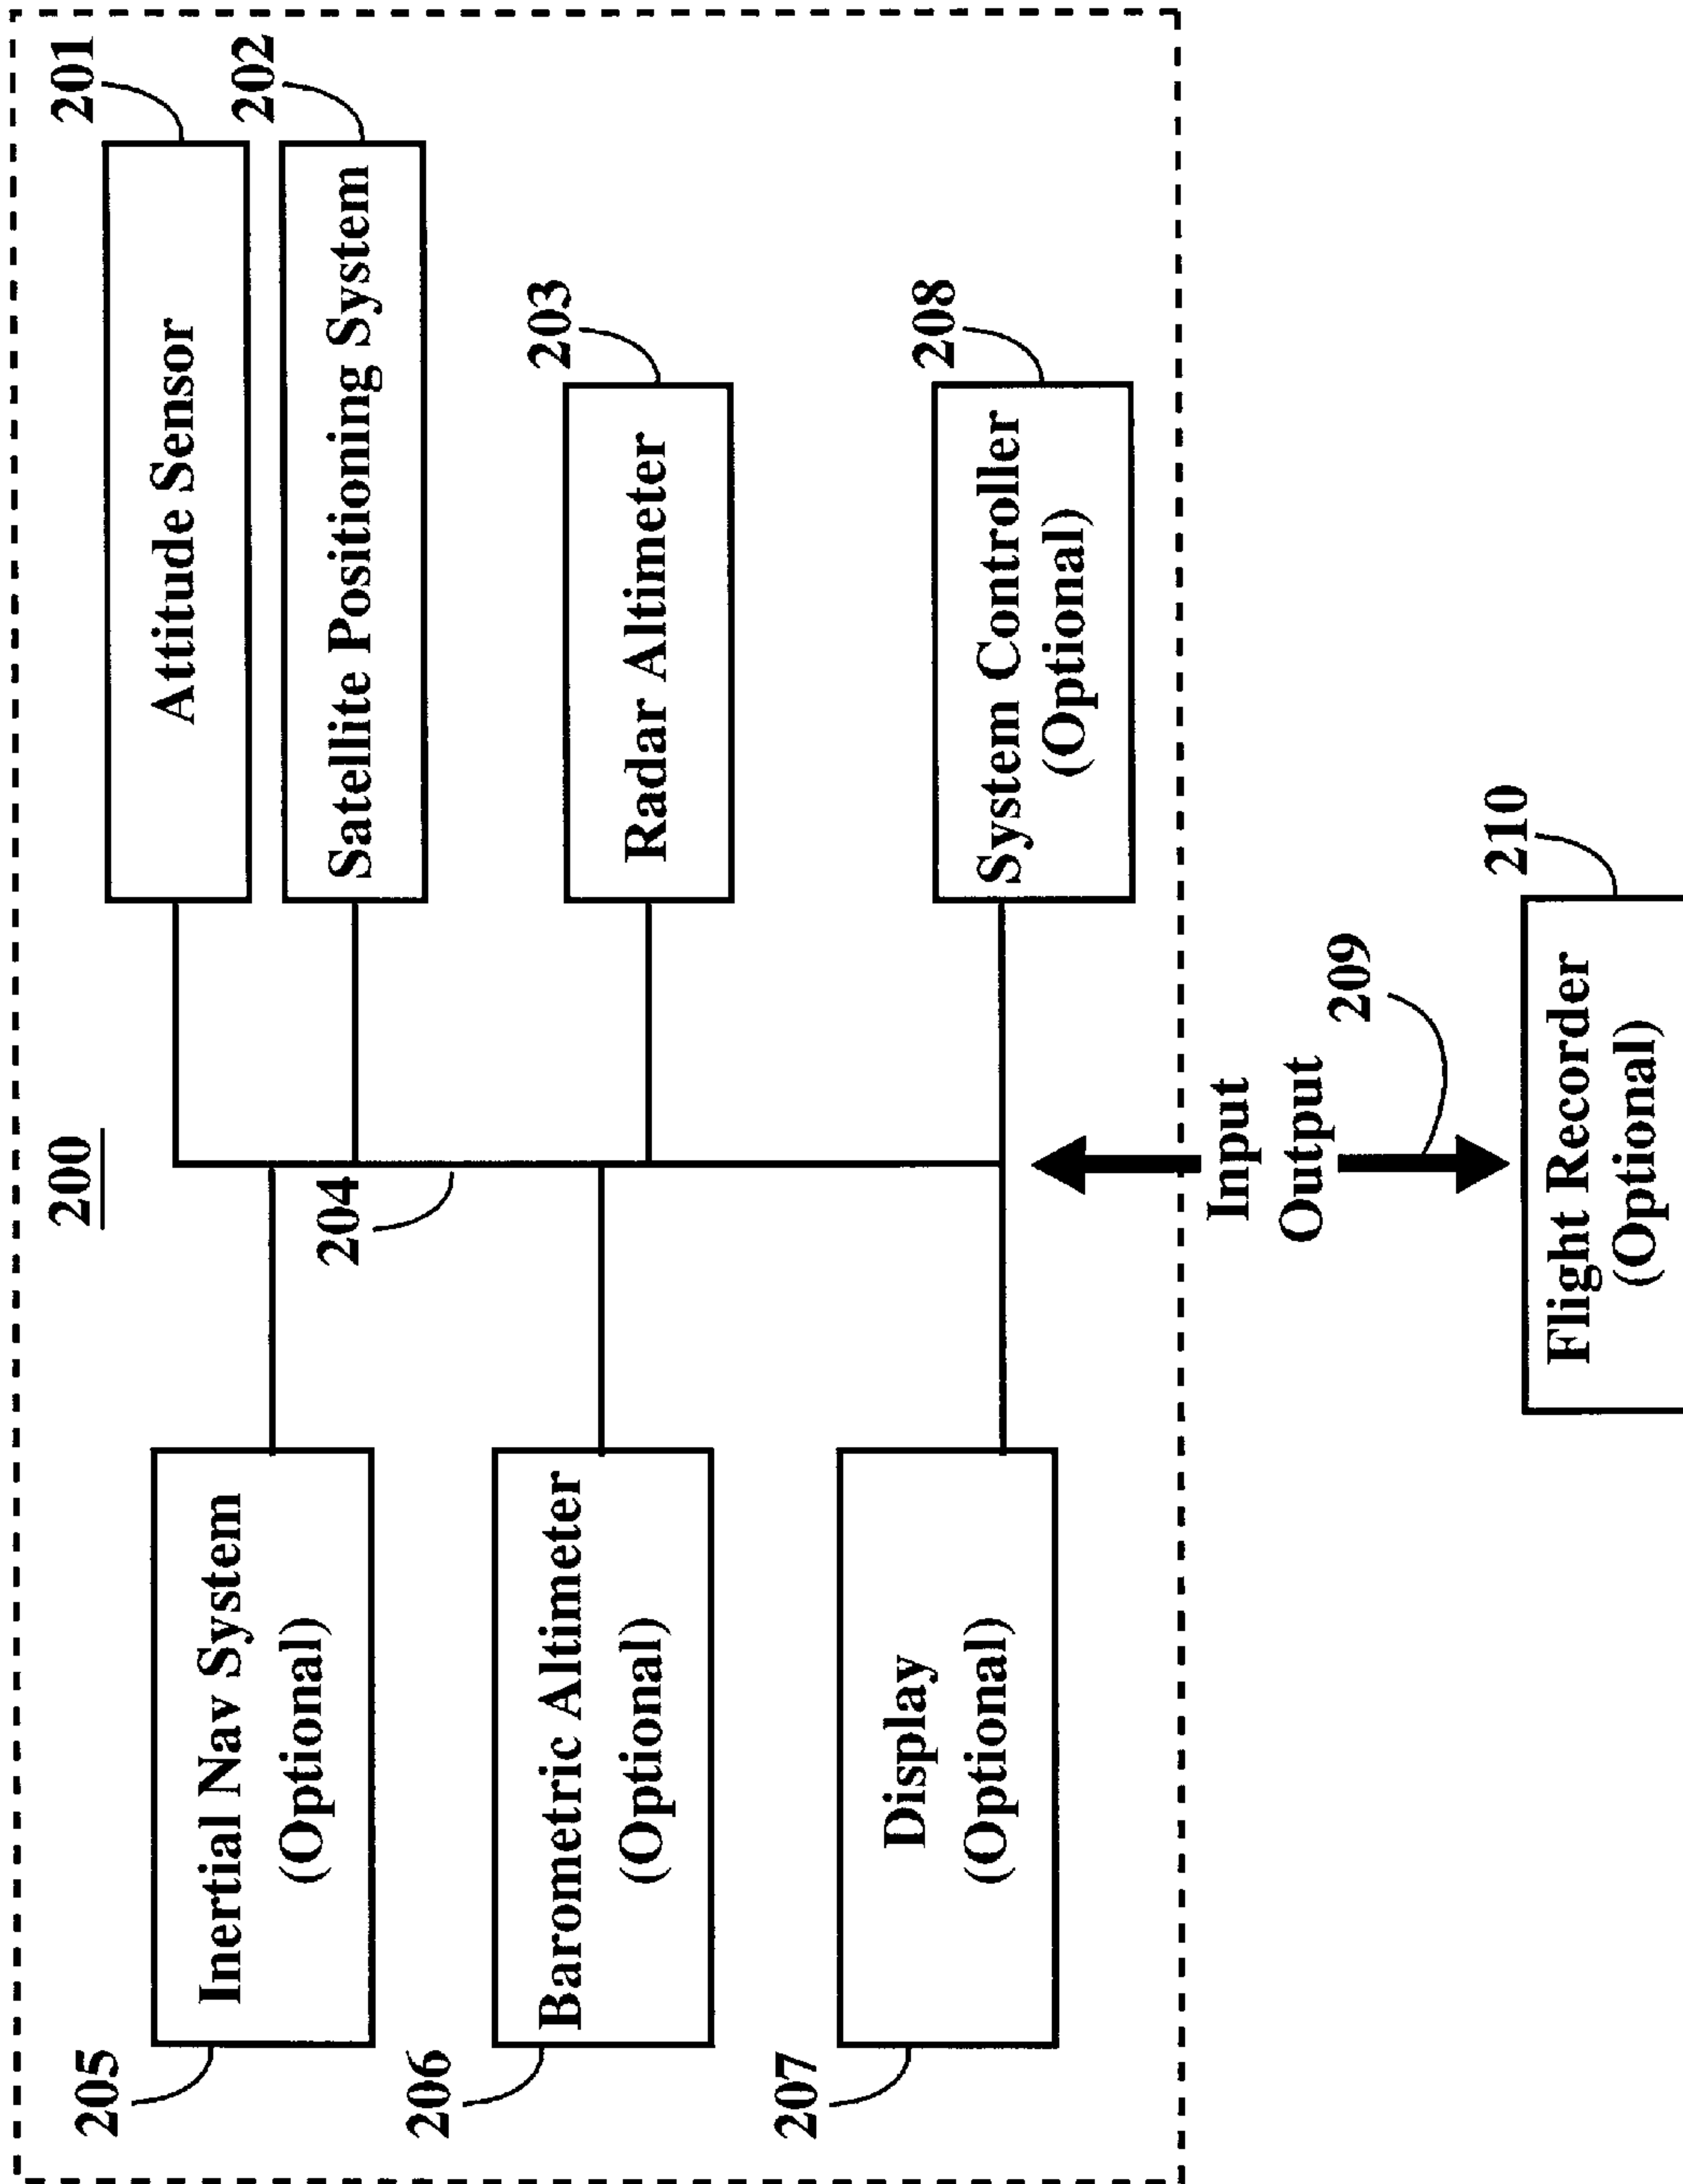 200
205
Inertial Nav System
(Optional)
206
Barometric Altimeter
(Optional)
207
Display
(Optional)
204
201
Attitude Sensor
202
Satellite Positioning System
203
Radar Altimeter
208
System Controller
(Optional)
Input
Output
209
210
Flight Recorder
(Optional)